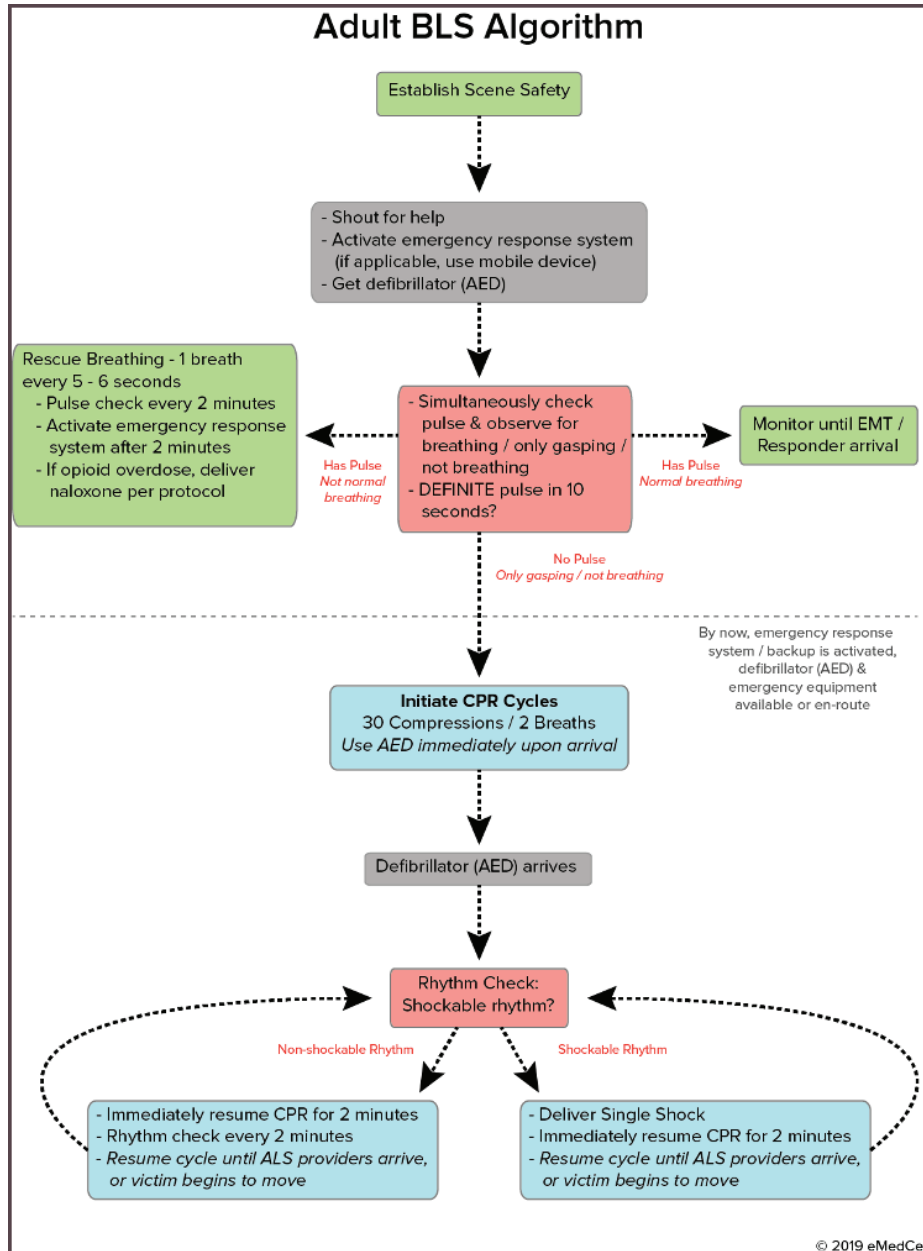 Adult BLS Algorithm
Establish Scene Safety
- Shout for help
- Activate emergency response system
(if applicable, use mobile device)
- Get defibrillator (AED)
Rescue Breathing - 1 breath
every 5 - 6 seconds
- Pulse check every 2 minutes
- Activate emergency response
system after 2 minutes
- If opioid overdose, deliver
naloxone per protocol
Has Pulse
Not normal
breathing
- Simultaneously check
pulse & observe for
breathing / only gasping /
not breathing
- DEFINITE pulse in 10
seconds?
Has Pulse
Normal breathing
Monitor until EMT /
Responder arrival
No Pulse
Only gasping / not breathing
By now, emergency response
system / backup is activated,
defibrillator (AED) &
emergency equipment
available or en-route
Initiate CPR Cycles
30 Compressions / 2 Breaths
Use AED immediately upon arrival
Defibrillator (AED) arrives
Rhythm Check:
Shockable rhythm?
Non-shockable Rhythm
Shockable Rhythm
- Immediately resume CPR for 2 minutes
- Rhythm check every 2 minutes
- Resume cycle until ALS providers arrive,
or victim begins to move
- Deliver Single Shock
- Immediately resume CPR for 2 minutes
- Resume cycle until ALS providers arrive,
or victim begins to move
© 2019 eMedCe